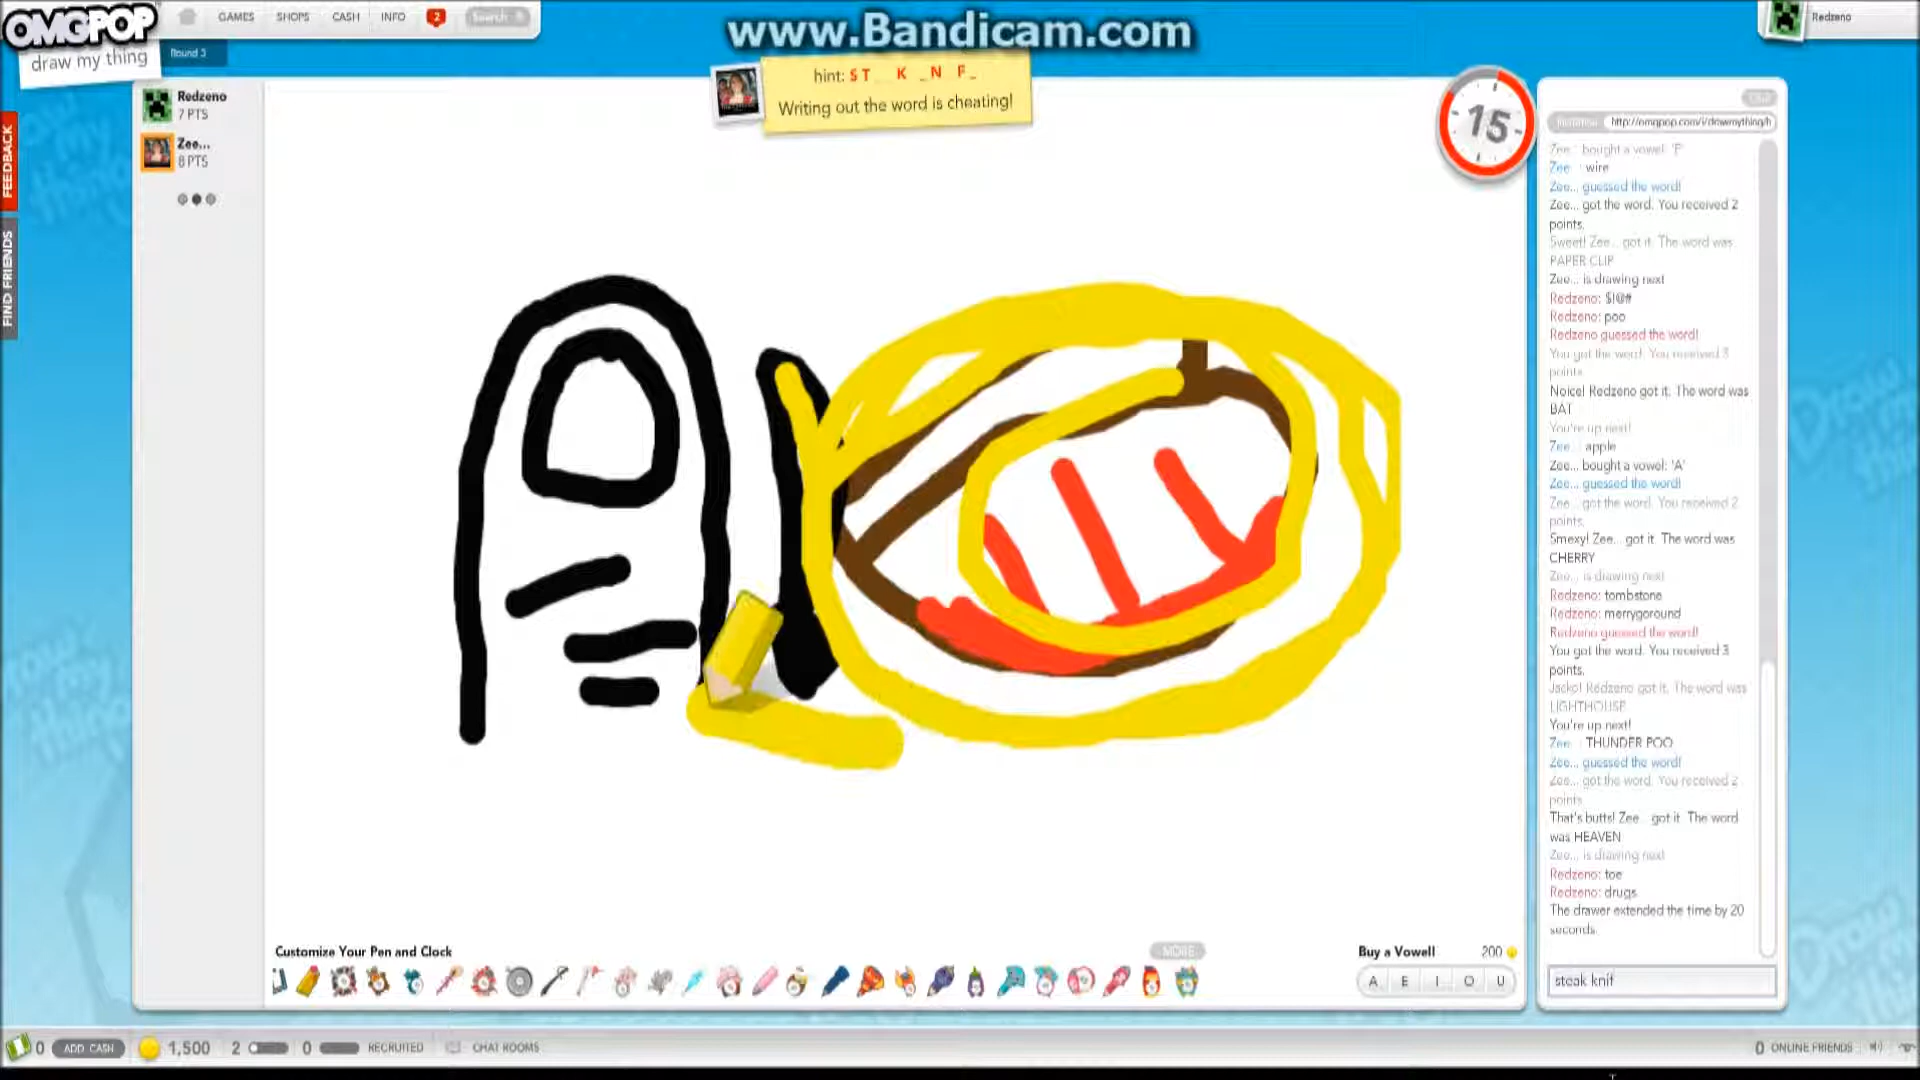 OMGPOP
draw my thing
GAMES SHOPS CASH INFO 2 Search
Round 3
www.Bandicam.com
Redzeno
FEEDBACK
FIND FRIENDS
Redzeno
7 PTS
Zee...
8 PTS
hint: S T _ _ K _ N _ F _
Writing out the word is cheating!
15
http://omgpop.com/i/drawmything/h
Zee... bought a vowel: 'P'
Zee... : wire
Zee... guessed the word!
Zee... got the word. You received 2
points.
Sweet! Zee... got it. The word was
PAPER CLIP
Zee... is drawing next
Redzeno: $!@#
Redzeno: poo
Redzeno guessed the word!
You got the word. You received 3
points.
Noice! Redzeno got it. The word was
BAT
You're up next!
Zee... : apple
Zee... bought a vowel: 'A'
Zee... guessed the word!
Zee... got the word. You received 2
points.
Smexy! Zee... got it. The word was
CHERRY
Zee... is drawing next
Redzeno: tombstone
Redzeno: merrygoround
Redzeno guessed the word!
You got the word. You received 3
points.
Jacko! Redzeno got it. The word was
LIGHTHOUSE
You're up next!
Zee... : THUNDER POO
Zee... guessed the word!
Zee... got the word. You received 2
points.
That's butts! Zee... got it. The word
was HEAVEN
Zee... is drawing next
Redzeno: toe
Redzeno: drugs
The drawer extended the time by 20
seconds.
steak knif
Customize Your Pen and Clock
MORE
Buy a Vowel! 200
A E I O U
0 ADD CASH 1,500 2 0 RECRUITED CHAT ROOMS
0 ONLINE FRIENDS